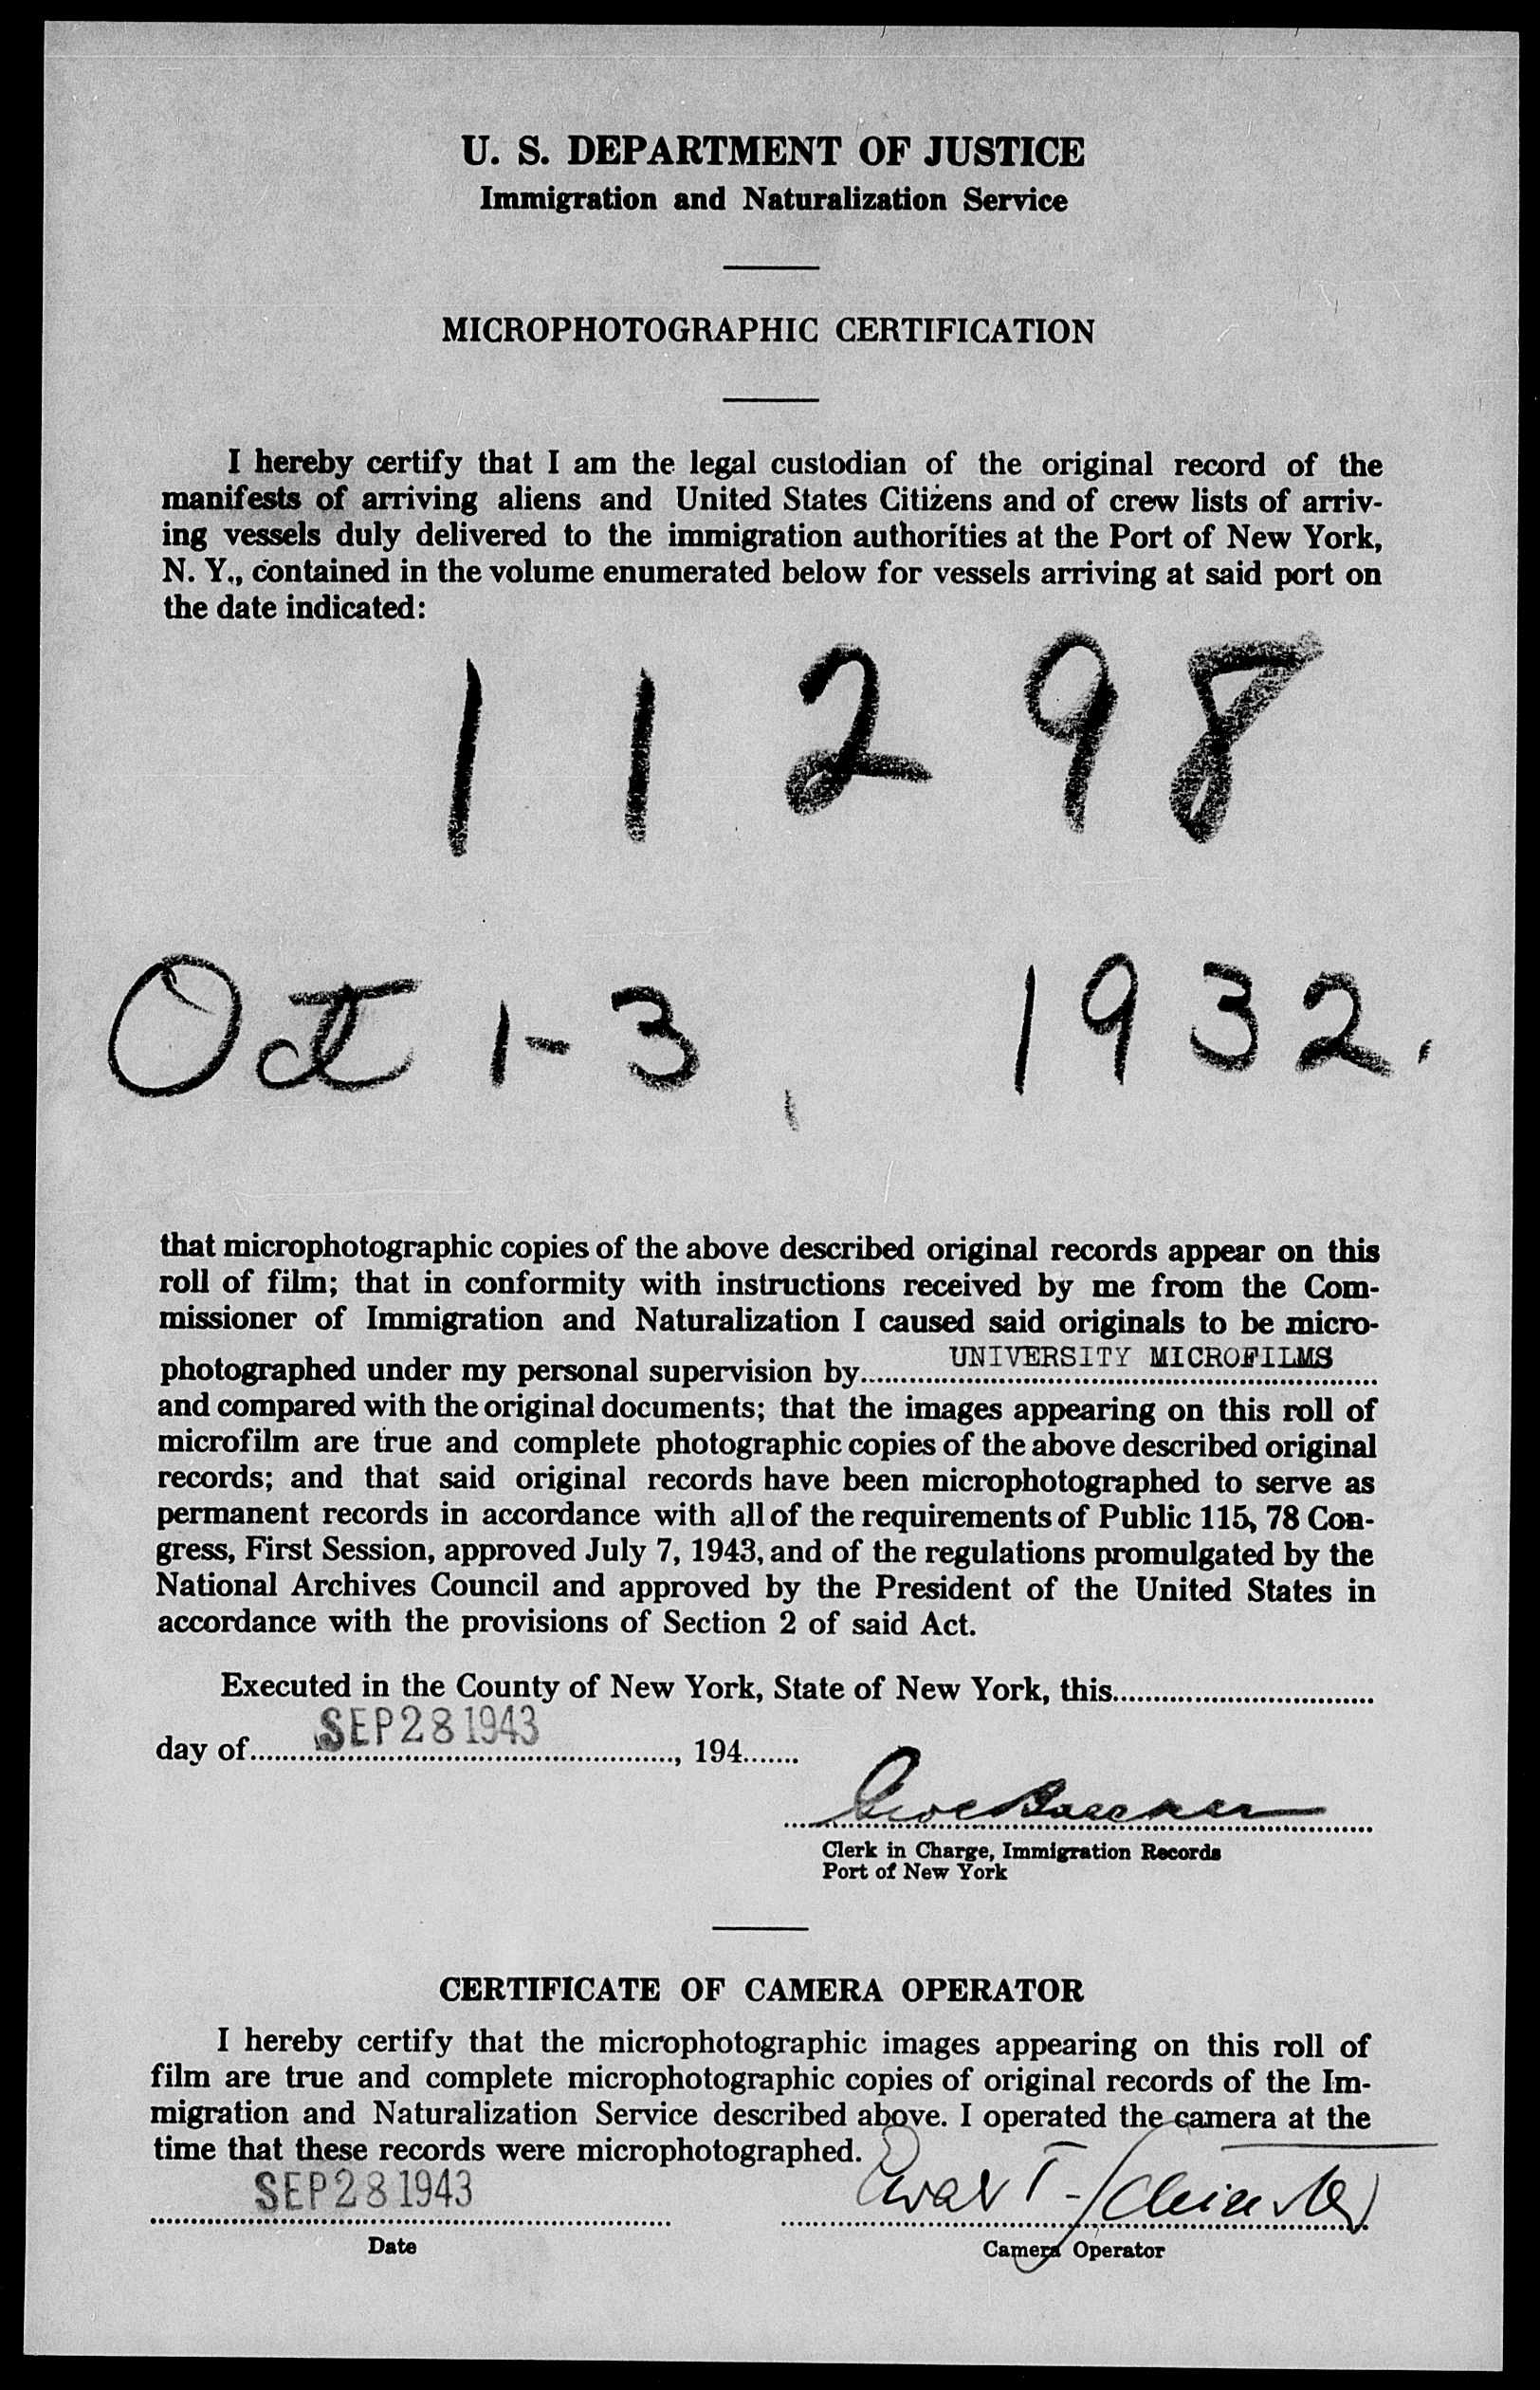 U. S. DEPARTMENT OF JUSTICE
Immigration and Naturalization Service
MICROPHOTOGRAPHIC CERTIFICATION
I hereby certify that I am the legal custodian of the original record of the
manifests of arriving aliens and United States Citizens and of crew lists of arriv-
ing vessels duly delivered to the immigration authorities at the Port of New York,
N. Y., contained in the volume enumerated below for vessels arriving at said port on
the date indicated:
11298
Oct 1-3, 1932.
that microphotographic copies of the above described original records appear on this
roll of film; that in conformity with instructions received by me from the Com-
missioner of Immigration and Naturalization I caused said originals to be micro-
photographed under my personal supervision by UNIVERSITY MICROFILMS
and compared with the original documents; that the images appearing on this roll of
microfilm are true and complete photographic copies of the above described original
records; and that said original records have been microphotographed to serve as
permanent records in accordance with all of the requirements of Public 115, 78 Con-
gress, First Session, approved July 7, 1943, and of the regulations promulgated by the
National Archives Council and approved by the President of the United States in
accordance with the provisions of Section 2 of said Act.
Executed in the County of New York, State of New York, this
day of SEP 28 1943, 194
Clerk in Charge, Immigration Records
Port of New York
CERTIFICATE OF CAMERA OPERATOR
I hereby certify that the microphotographic images appearing on this roll of
film are true and complete microphotographic copies of original records of the Im-
migration and Naturalization Service described above. I operated the camera at the
time that these records were microphotographed.
SEP 28 1943
Date
Camera Operator